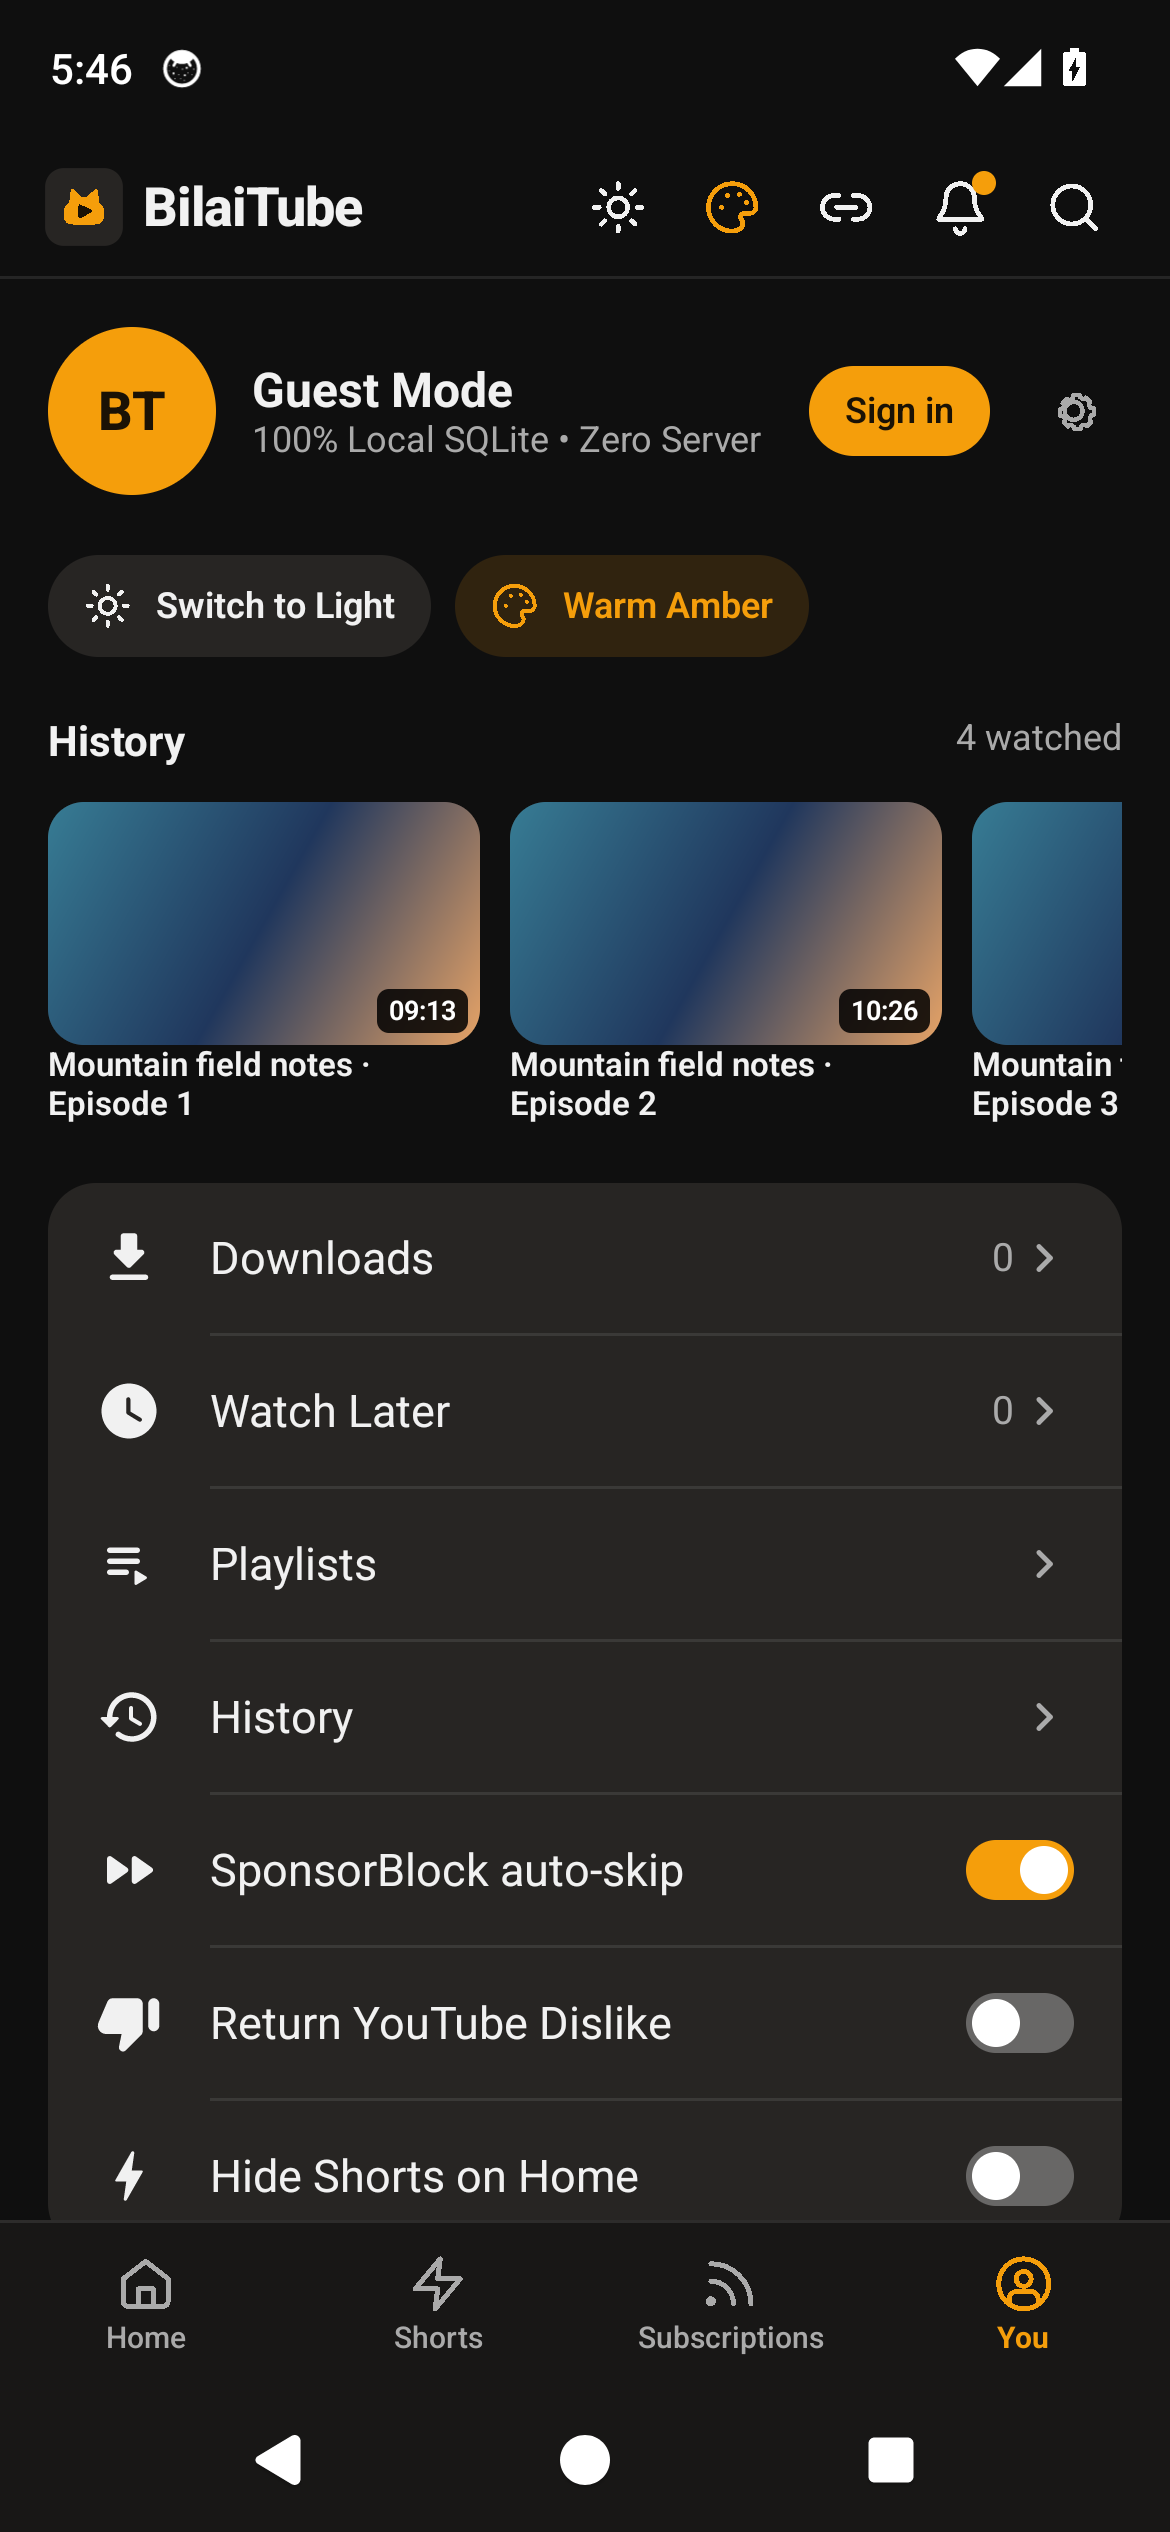 5:46
BilaiTube
BT
Guest Mode
100% Local SQLite • Zero Server
Sign in
Switch to Light
Warm Amber
History
4 watched
09:13
10:26
Mountain field notes ·
Episode 1
Mountain field notes ·
Episode 2
Mountain
Episode 3
Downloads
0
Watch Later
0
Playlists
History
SponsorBlock auto-skip
Return YouTube Dislike
Hide Shorts on Home
Home
Shorts
Subscriptions
You